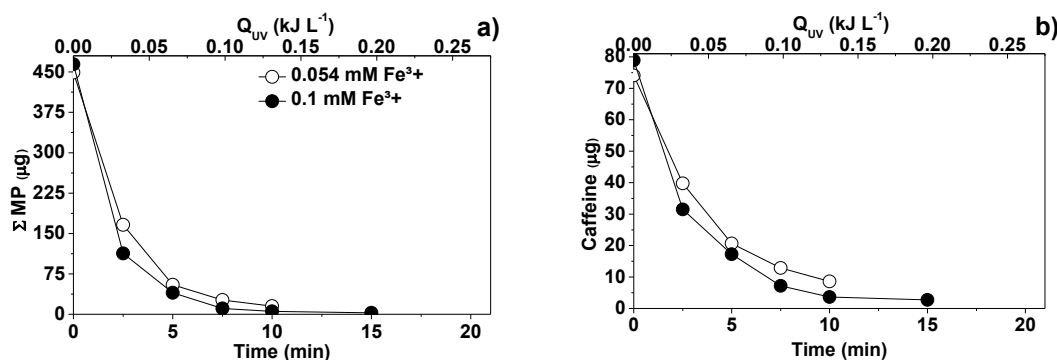 Q_UV (kJ L⁻¹)
a)
0.00 0.05 0.10 0.15 0.20 0.25
0.054 mM Fe³+
0.1 mM Fe³+
450
375
300
225
150
75
0
Σ MP (µg)
0 5 10 15 20
Time (min)
Q_UV (kJ L⁻¹)
b)
0.00 0.05 0.10 0.15 0.20 0.25
80
70
60
50
40
30
20
10
0
Caffeine (µg)
0 5 10 15 20
Time (min)